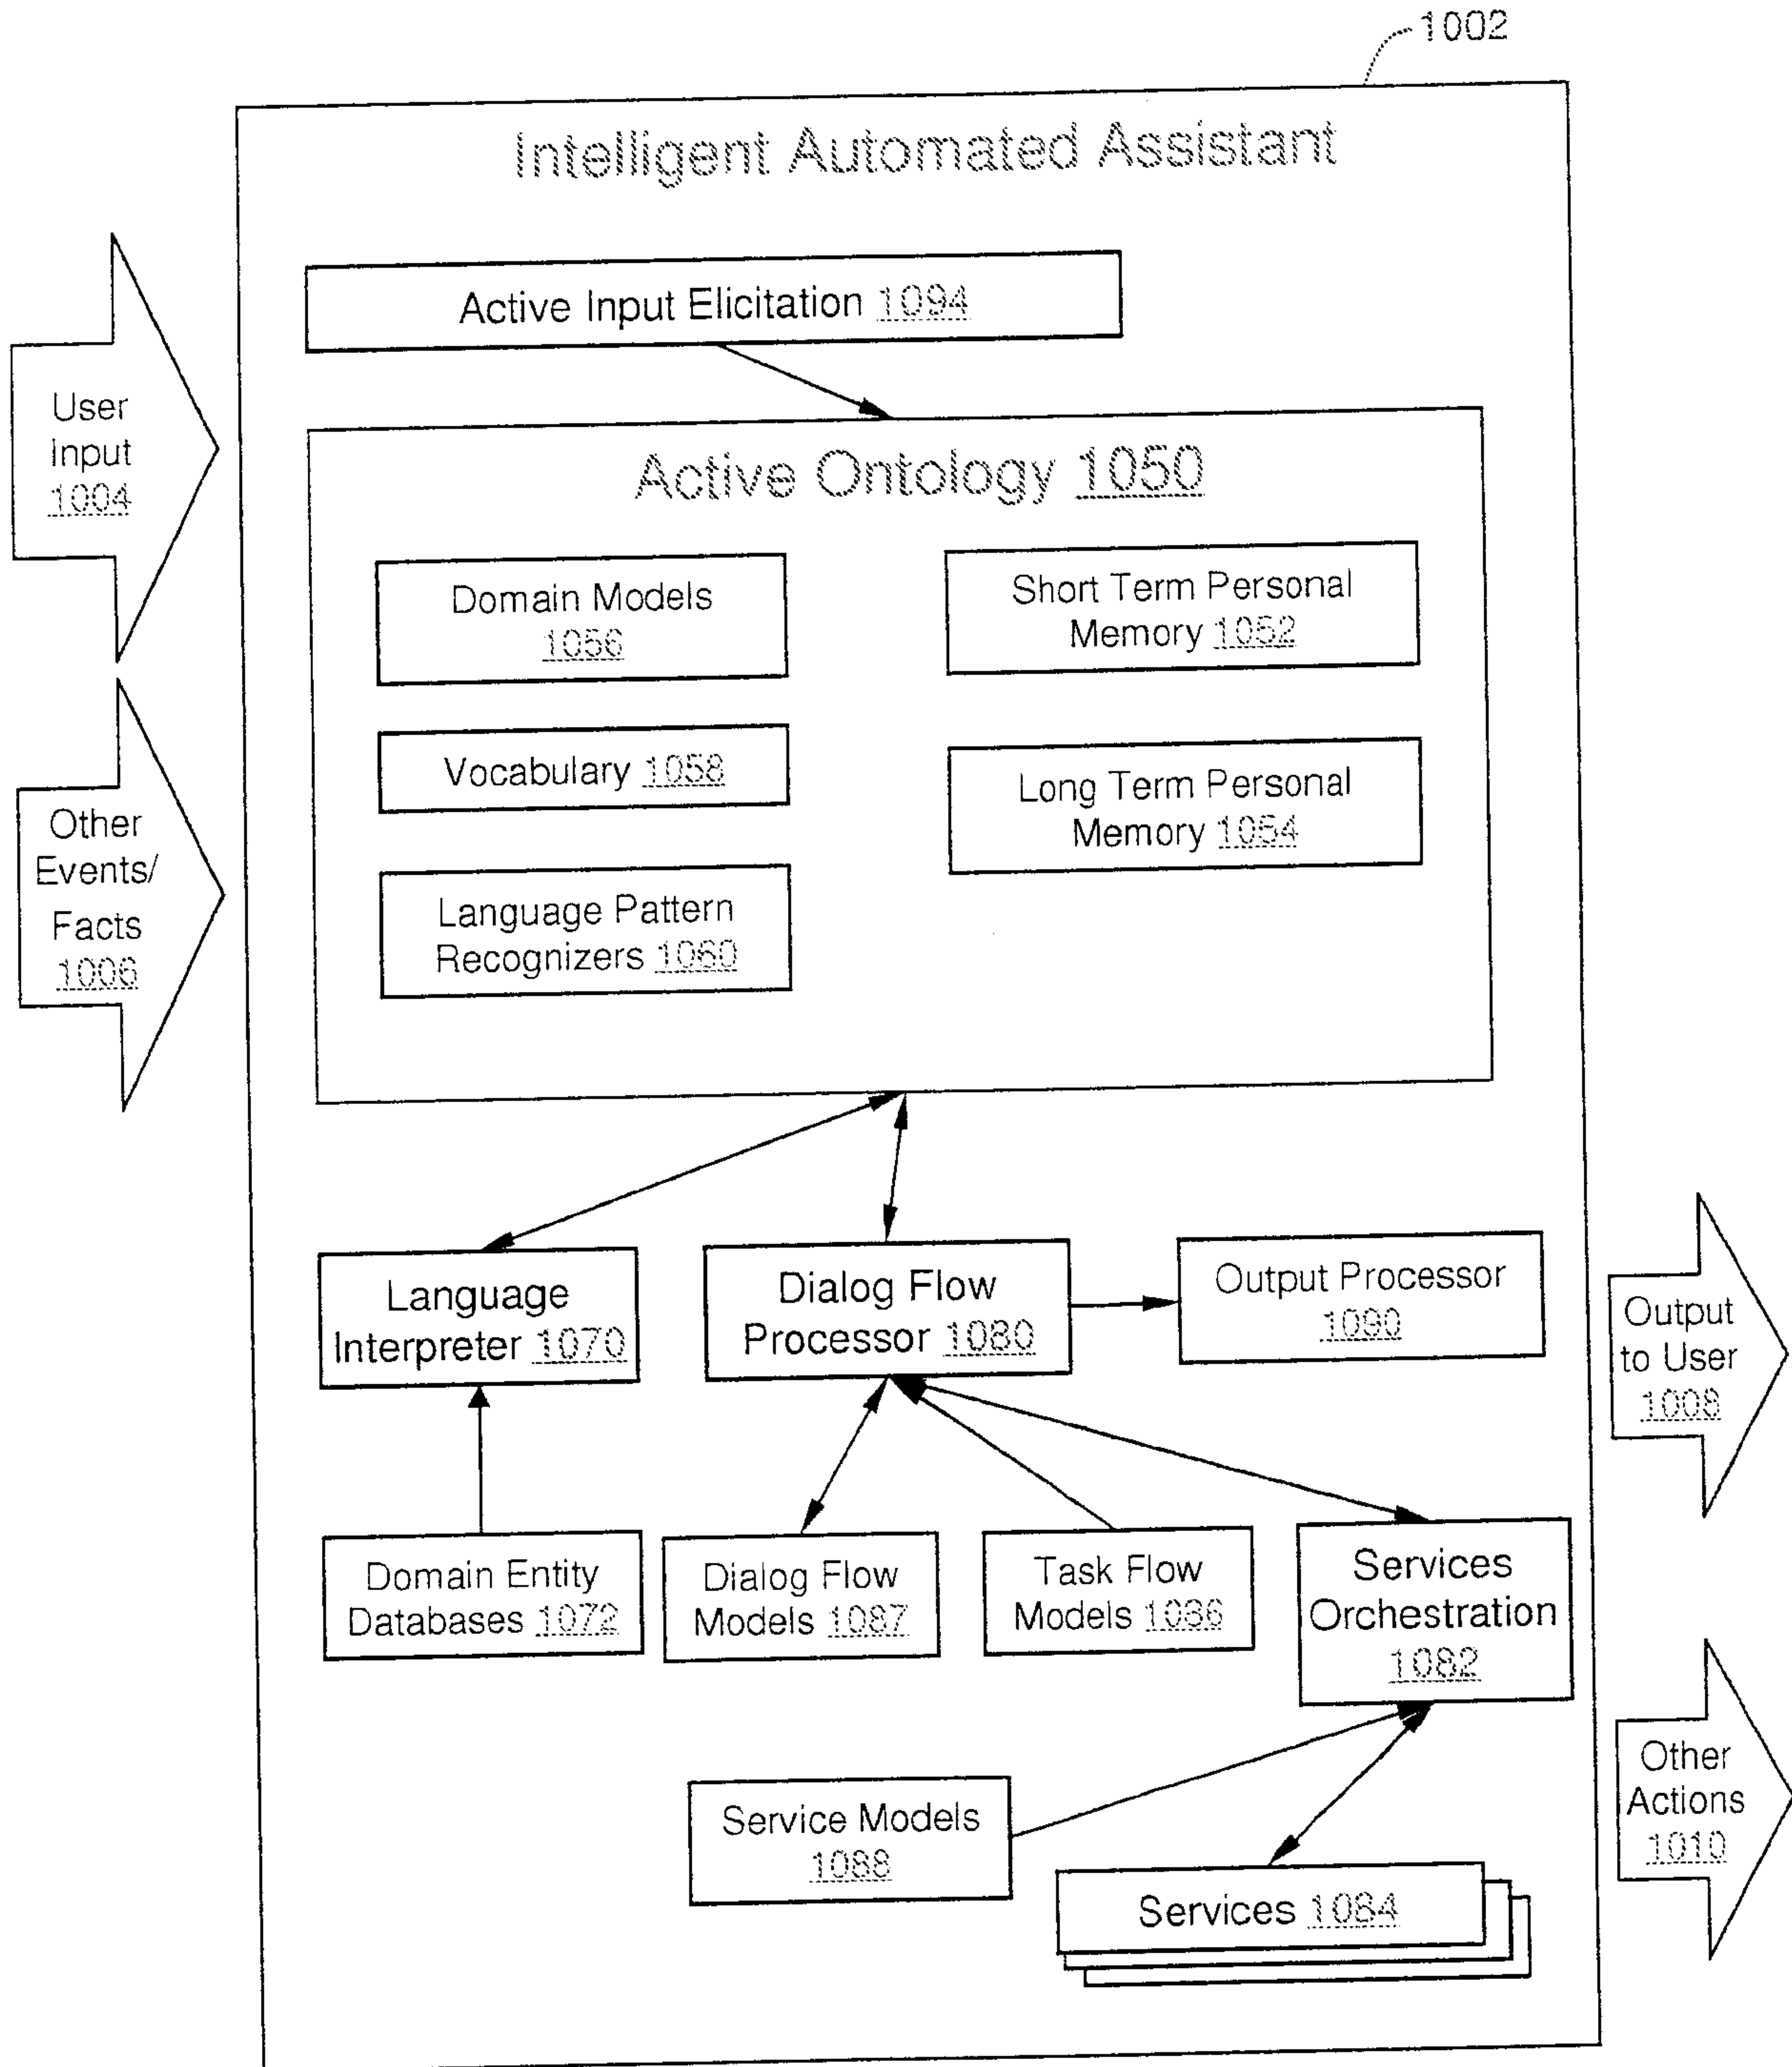 1002
Intelligent Automated Assistant
Active Input Elicitation 1094
User
Input
1004
Active Ontology 1050
Domain Models
1056
Short Term Personal
Memory 1052
Vocabulary 1058
Long Term Personal
Memory 1054
Other
Events/
Facts
1006
Language Pattern
Recognizers 1060
Language
Interpreter 1070
Dialog Flow
Processor 1080
Output Processor
1090
Output
to User
1008
Domain Entity
Databases 1072
Dialog Flow
Models 1087
Task Flow
Models 1086
Services
Orchestration
1082
Service Models
1088
Other
Actions
1010
Services 1084